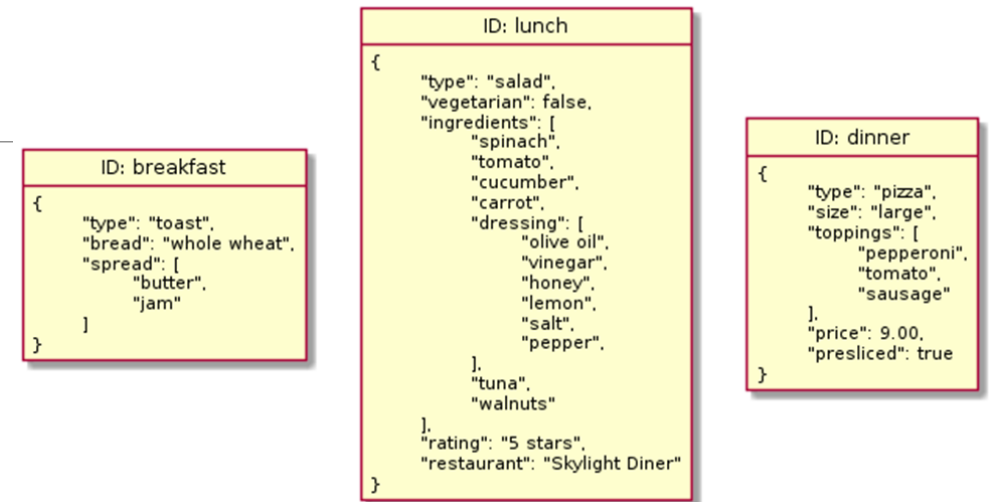 ID: breakfast
{
"type": "toast",
"bread": "whole wheat",
"spread": [
"butter",
"jam"
]
}
ID: lunch
{
"type": "salad",
"vegetarian": false,
"ingredients": [
"spinach",
"tomato",
"cucumber",
"carrot",
"dressing": [
"olive oil",
"vinegar",
"honey",
"lemon",
"salt",
"pepper",
],
"tuna",
"walnuts"
],
"rating": "5 stars",
"restaurant": "Skylight Diner"
}
ID: dinner
{
"type": "pizza",
"size": "large",
"toppings": [
"pepperoni",
"tomato",
"sausage"
],
"price": 9.00,
"presliced": true
}